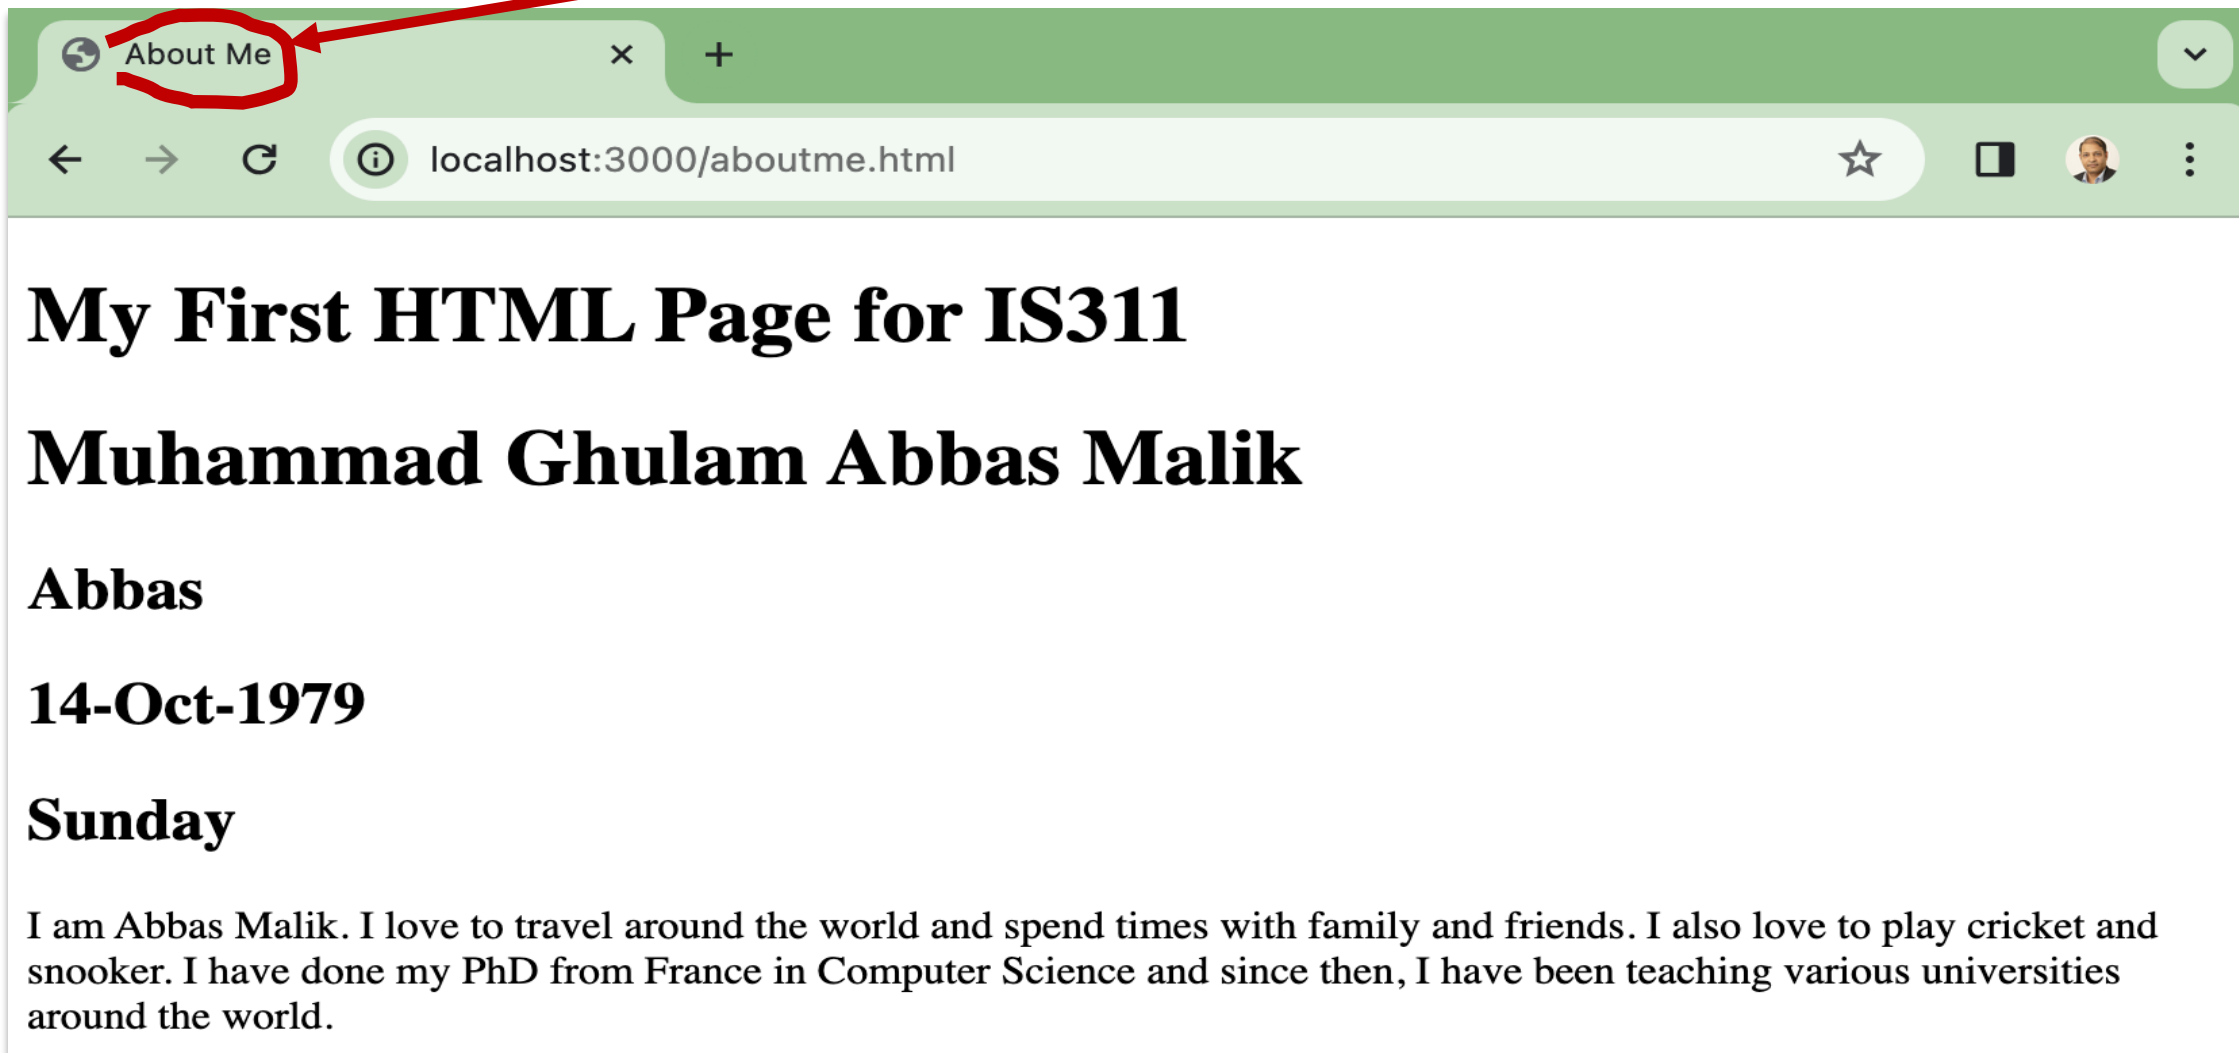 About Me
localhost:3000/aboutme.html
My First HTML Page for IS311
Muhammad Ghulam Abbas Malik
Abbas
14-Oct-1979
Sunday
I am Abbas Malik. I love to travel around the world and spend times with family and friends. I also love to play cricket and
snooker. I have done my PhD from France in Computer Science and since then, I have been teaching various universities
around the world.